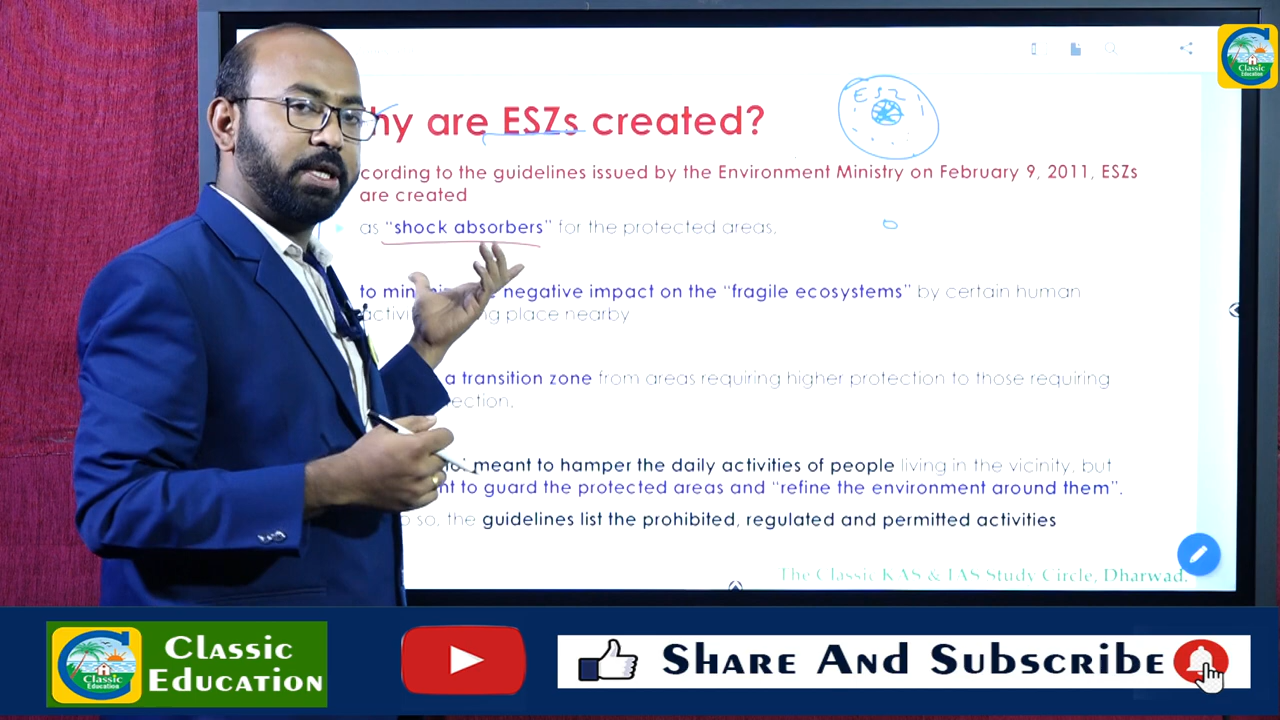 hy are ESZs created?
ESZ
Classic
Education
cording to the guidelines issued by the Environment Ministry on February 9, 2011, ESZs
are created
as “shock absorbers” for the protected areas.
to minimize negative impact on the “fragile ecosystems” by certain human
place nearby
a transition zone from areas requiring higher protection to those requiring
ection.
meant to hamper the daily activities of people living in the vicinity, but
to guard the protected areas and “refine the environment around them”.
so, the guidelines list the prohibited, regulated and permitted activities
The Classic KAS & IAS Study Circle, Dharwad.
Classic
Education
Classic
Education
Share And Subscribe